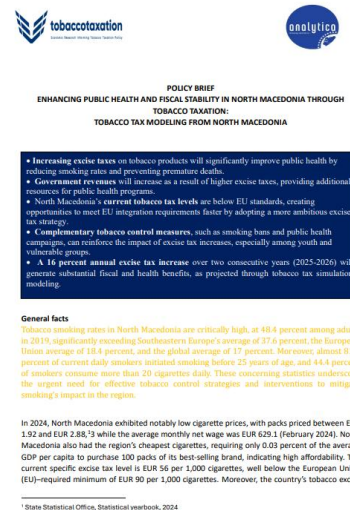 tobaccotaxation
analytica
POLICY BRIEF
ENHANCING PUBLIC HEALTH AND FISCAL STABILITY IN NORTH MACEDONIA THROUGH
TOBACCO TAXATION:
TOBACCO TAX MODELING FROM NORTH MACEDONIA
• Increasing excise taxes on tobacco products will significantly improve public health by
reducing smoking rates and preventing premature deaths.
• Government revenues will increase as a result of higher excise taxes, providing additional
resources for public health programs.
• North Macedonia's current tobacco tax levels are below EU standards, creating
opportunities to meet EU integration requirements faster by adopting a more ambitious excise
tax strategy.
• Complementary tobacco control measures, such as smoking bans and public health
campaigns, can reinforce the impact of excise tax increases, especially among youth and
vulnerable groups.
• A 16 percent annual excise tax increase over two consecutive years (2025-2026) will
generate substantial fiscal and health benefits, as projected through tobacco tax simulation
modeling.
General facts
Tobacco smoking rates in North Macedonia are critically high, at 48.4 percent among
in 2019, significantly exceeding Southeastern Europe's average of 37.6 percent, the
Union average of 18.4 percent, and the global average of 17 percent. Moreover, almost
percent of current daily smokers initiated smoking before 25 years of age, and 44.4
of smokers consume more than 20 cigarettes daily. These concerning statistics
the urgent need for effective tobacco control strategies and interventions to
smoking's impact in the region.
In 2024, North Macedonia exhibited notably low cigarette prices, with packs priced between
1.92 and EUR 2.88,¹3 while the average monthly net wage was EUR 629.1 (February 2024).
Macedonia also had the region's cheapest cigarettes, requiring only 0.03 percent of the
GDP per capita to purchase 100 packs of its best-selling brand, indicating high affordability.
current specific excise tax level is EUR 56 per 1,000 cigarettes, well below the European
(EU)–required minimum of EUR 90 per 1,000 cigarettes. Moreover, the country's tobacco
¹ State Statistical Office, Statistical yearbook, 2024